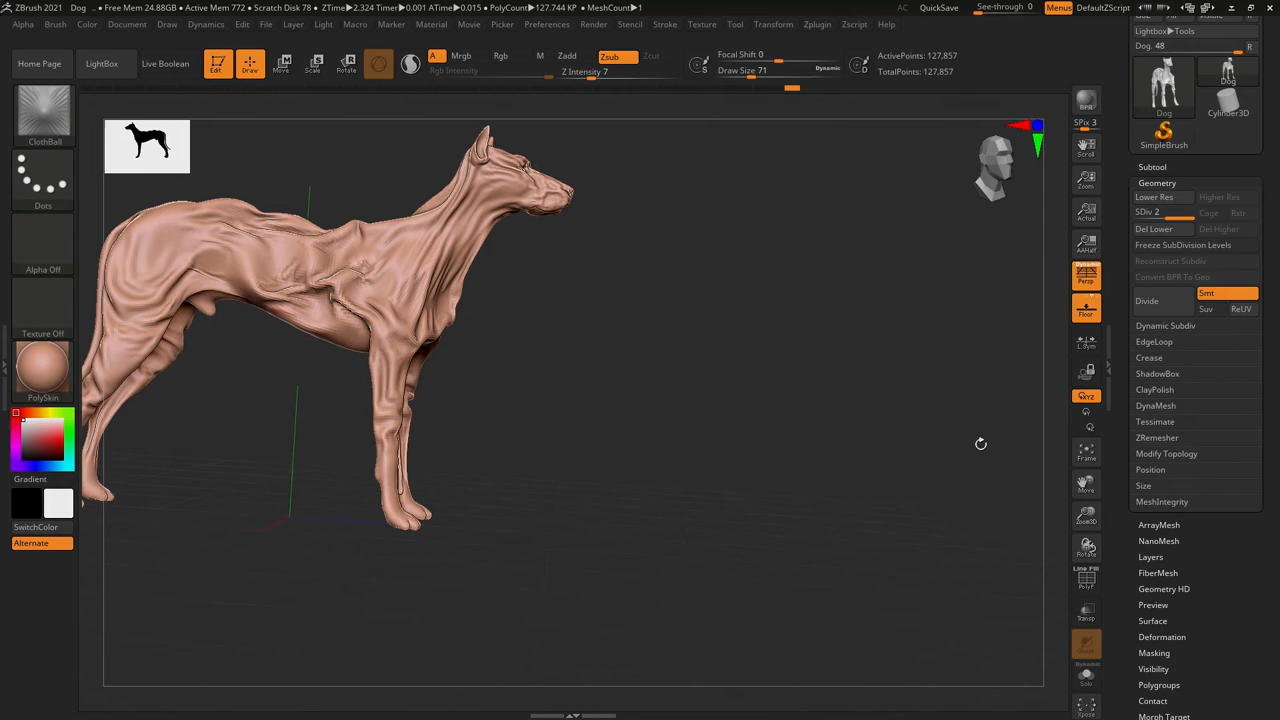 ZBrush 2021 Dog .. • Free Mem 24.88GB • Active Mem 772 • Scratch Disk 78 • ZTime▶2.324 Timer▶0.001 ATime▶0.015 • PolyCount▶127.744 KP • MeshCount▶1 AC QuickSave See-through 0 Menus DefaultZScript
Alpha Brush Color Document Draw Dynamics Edit File Layer Light Macro Marker Material Movie Picker Preferences Render Stencil Stroke Texture Tool Transform Zplugin Zscript Help
Home Page LightBox Live Boolean
Edit Draw Move Scale Rotate
A Mrgb Rgb M Zadd Zsub Zcut
Rgb Intensity Z Intensity 7
S Focal Shift 0
Draw Size 71 Dynamic
D ActivePoints: 127,857
TotalPoints: 127,857
ClothBall
Dots
Alpha Off
Texture Off
PolySkin
Gradient
SwitchColor
Alternate
BPR
SPix 3
Scroll
Zoom
Actual
AAHalf
Dynamic
Persp
Floor
L.Sym
XYZ
Frame
Move
Zoom3D
Rotate
Line Fill
PolyF
Transp
Dynamic
Solo
Xpose
Lightbox▶Tools
Dog. 48 R
Dog Dog
Cylinder3D
SimpleBrush
Subtool
Geometry
Lower Res Higher Res
SDiv 2 Cage Rstr
Del Lower Del Higher
Freeze SubDivision Levels
Reconstruct Subdiv
Convert BPR To Geo
Divide Smt
Suv ReUV
Dynamic Subdiv
EdgeLoop
Crease
ShadowBox
ClayPolish
DynaMesh
Tessimate
ZRemesher
Modify Topology
Position
Size
MeshIntegrity
ArrayMesh
NanoMesh
Layers
FiberMesh
Geometry HD
Preview
Surface
Deformation
Masking
Visibility
Polygroups
Contact
Morph Target